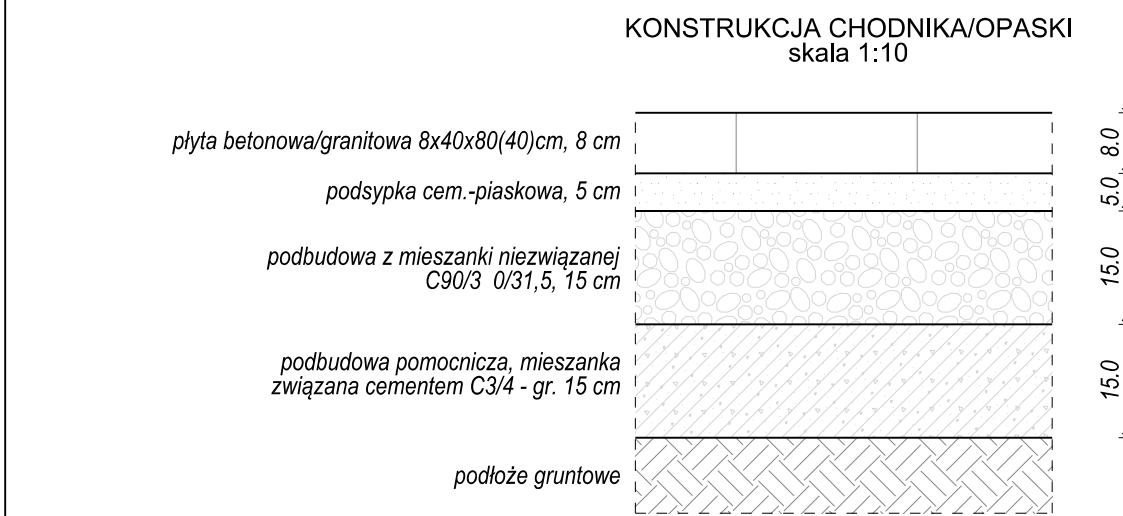 KONSTRUKCJA CHODNIKA/OPASKI
skala 1:10
płyta betonowa/granitowa 8x40x80(40)cm, 8 cm
8.0
podsypka cem.-piaskowa, 5 cm
5.0
podbudowa z mieszanki niezwiązanej
C90/3 0/31,5, 15 cm
15.0
podbudowa pomocnicza, mieszanka
związana cementem C3/4 - gr. 15 cm
15.0
podłoże gruntowe